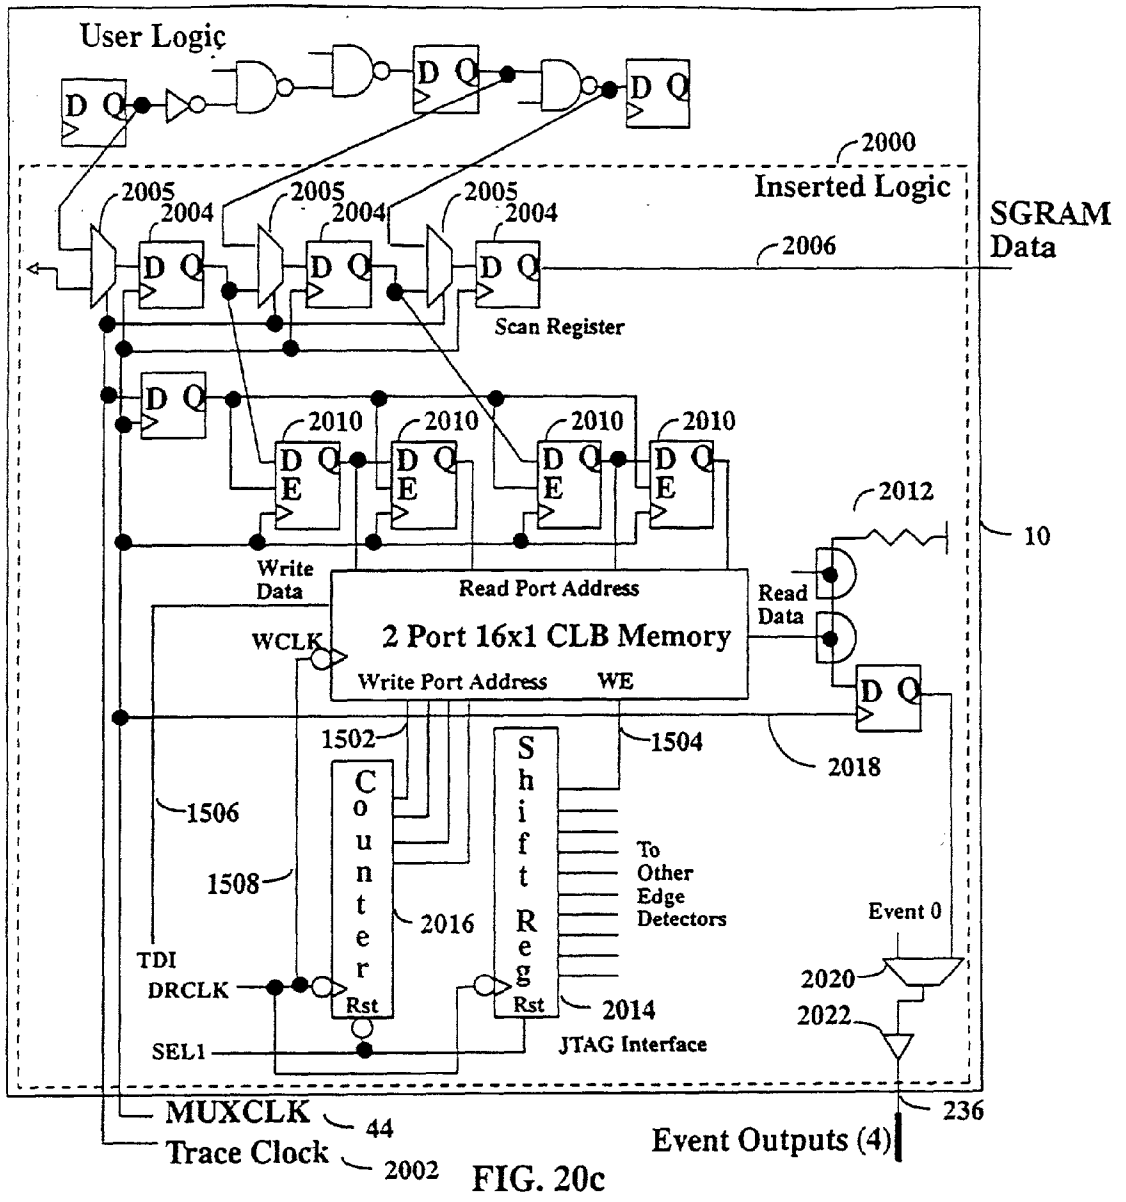 User Logic
D Q
D Q
D Q
2000
Inserted Logic
2005
2004
2005
2004
2005
2004
SGRAM
Data
D Q
D Q
D Q
2006
Scan Register
D Q
2010
2010
2010
2010
D Q
E
D Q
E
D Q
E
D Q
E
2012
10
Write
Data
Read Port Address
Read
Data
2 Port 16x1 CLB Memory
WCLK
Write Port Address
WE
D Q
1502
1504
2018
Counter
Shift Reg
1506
1508
2016
To
Other
Edge
Detectors
Event 0
TDI
DRCLK
Rst
Rst
2014
2020
2022
SEL1
JTAG Interface
MUXCLK
44
236
Trace Clock
2002
Event Outputs (4)
FIG. 20c